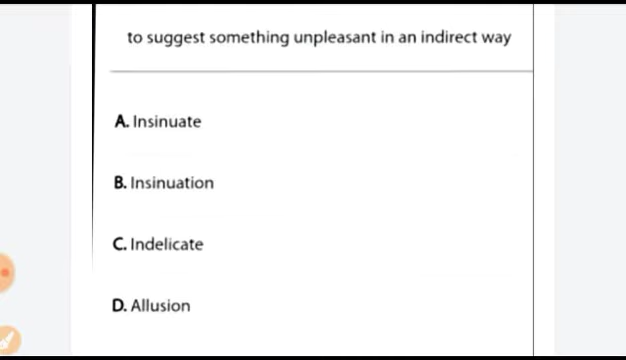 to suggest something unpleasant in an indirect way
A. Insinuate
B. Insinuation
C. Indelicate
D. Allusion